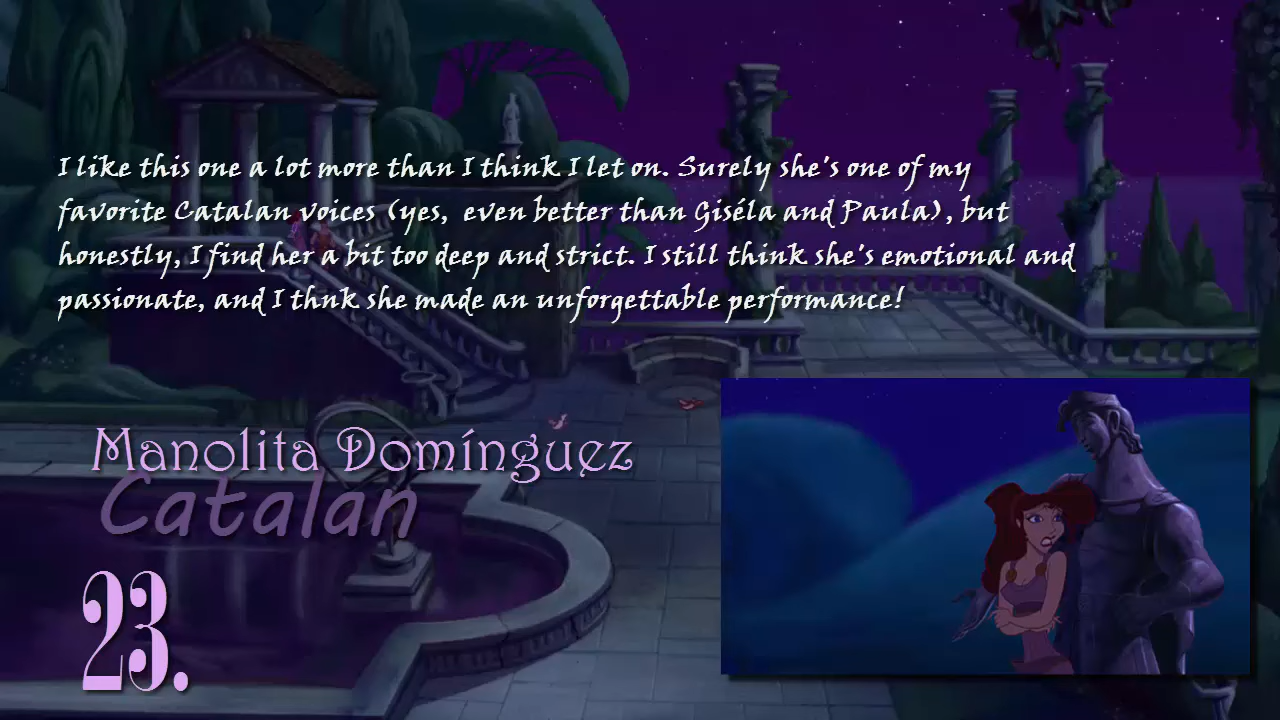 I like this one a lot more than I think I let on. Surely she's one of my
favorite Catalan voices (yes, even better than Giséla and Paula), but
honestly, I find her a bit too deep and strict. I still think she's emotional and
passionate, and I thnk she made an unforgettable performance!
Manolita Domínguez
Catalan
23.